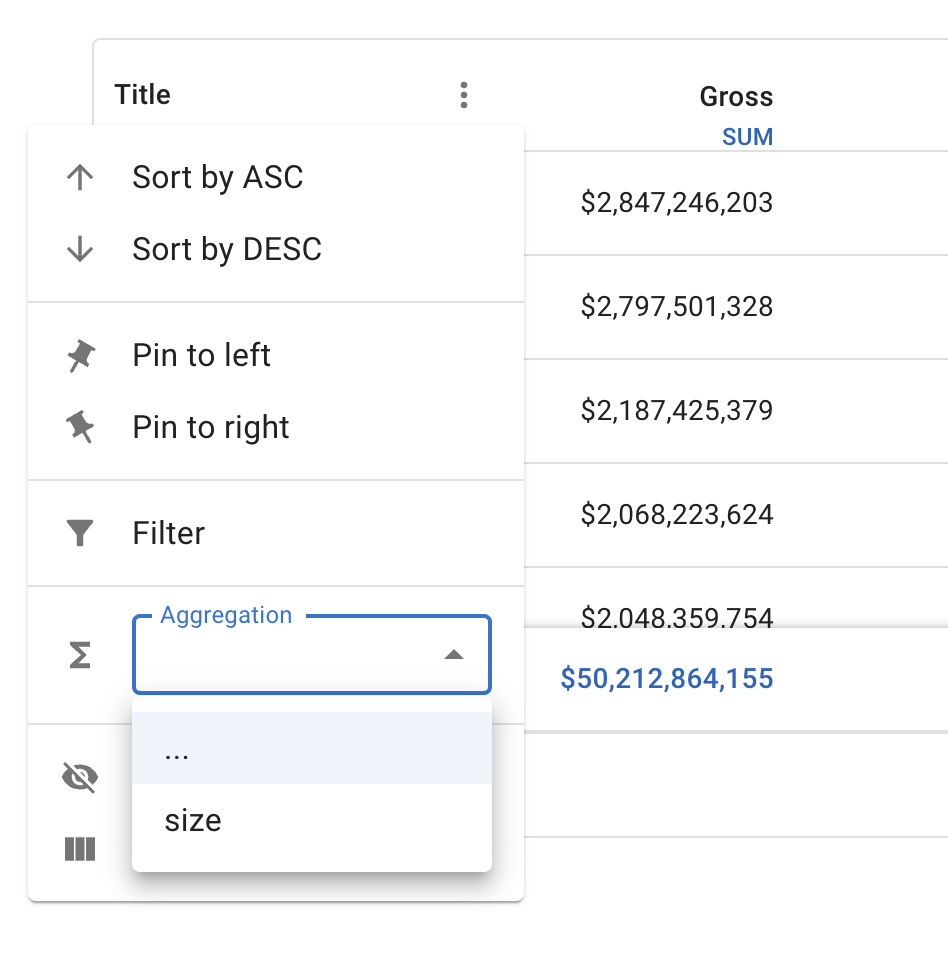 Title
Gross
SUM
Sort by ASC
$2,847,246,203
Sort by DESC
$2,797,501,328
Pin to left
$2,187,425,379
Pin to right
$2,068,223,624
Filter
Aggregation
$2,048,359,754
$50,212,864,155
...
size